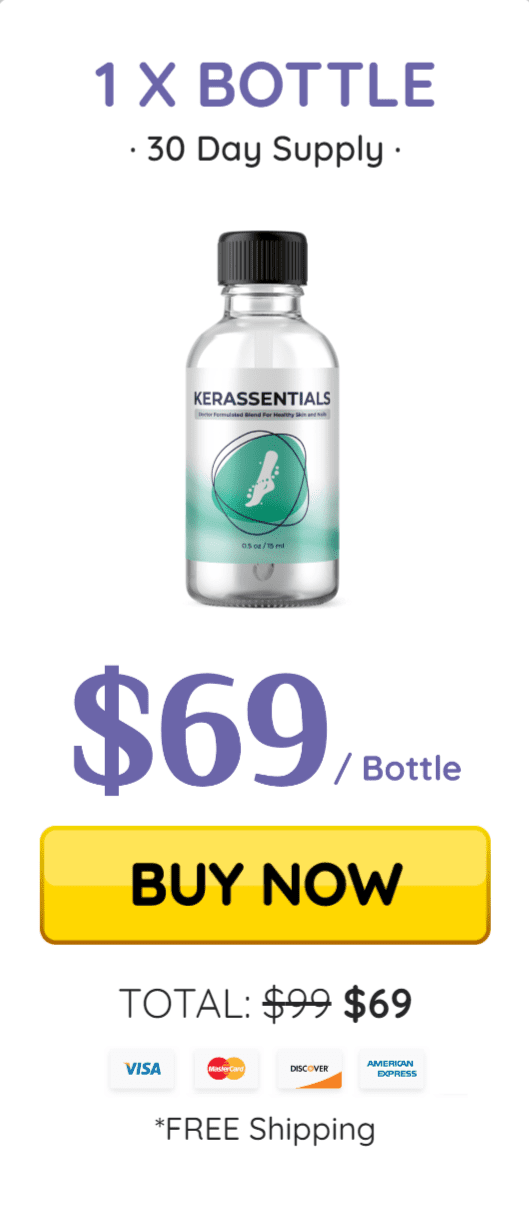 1 X BOTTLE
· 30 Day Supply ·
KERASSENTIALS
Doctor Formulated Blend For Healthy Skin and Nails
0.5 oz / 15 ml
$69 / Bottle
BUY NOW
TOTAL: $99 $69
VISA MasterCard DISCOVER AMERICAN EXPRESS
*FREE Shipping